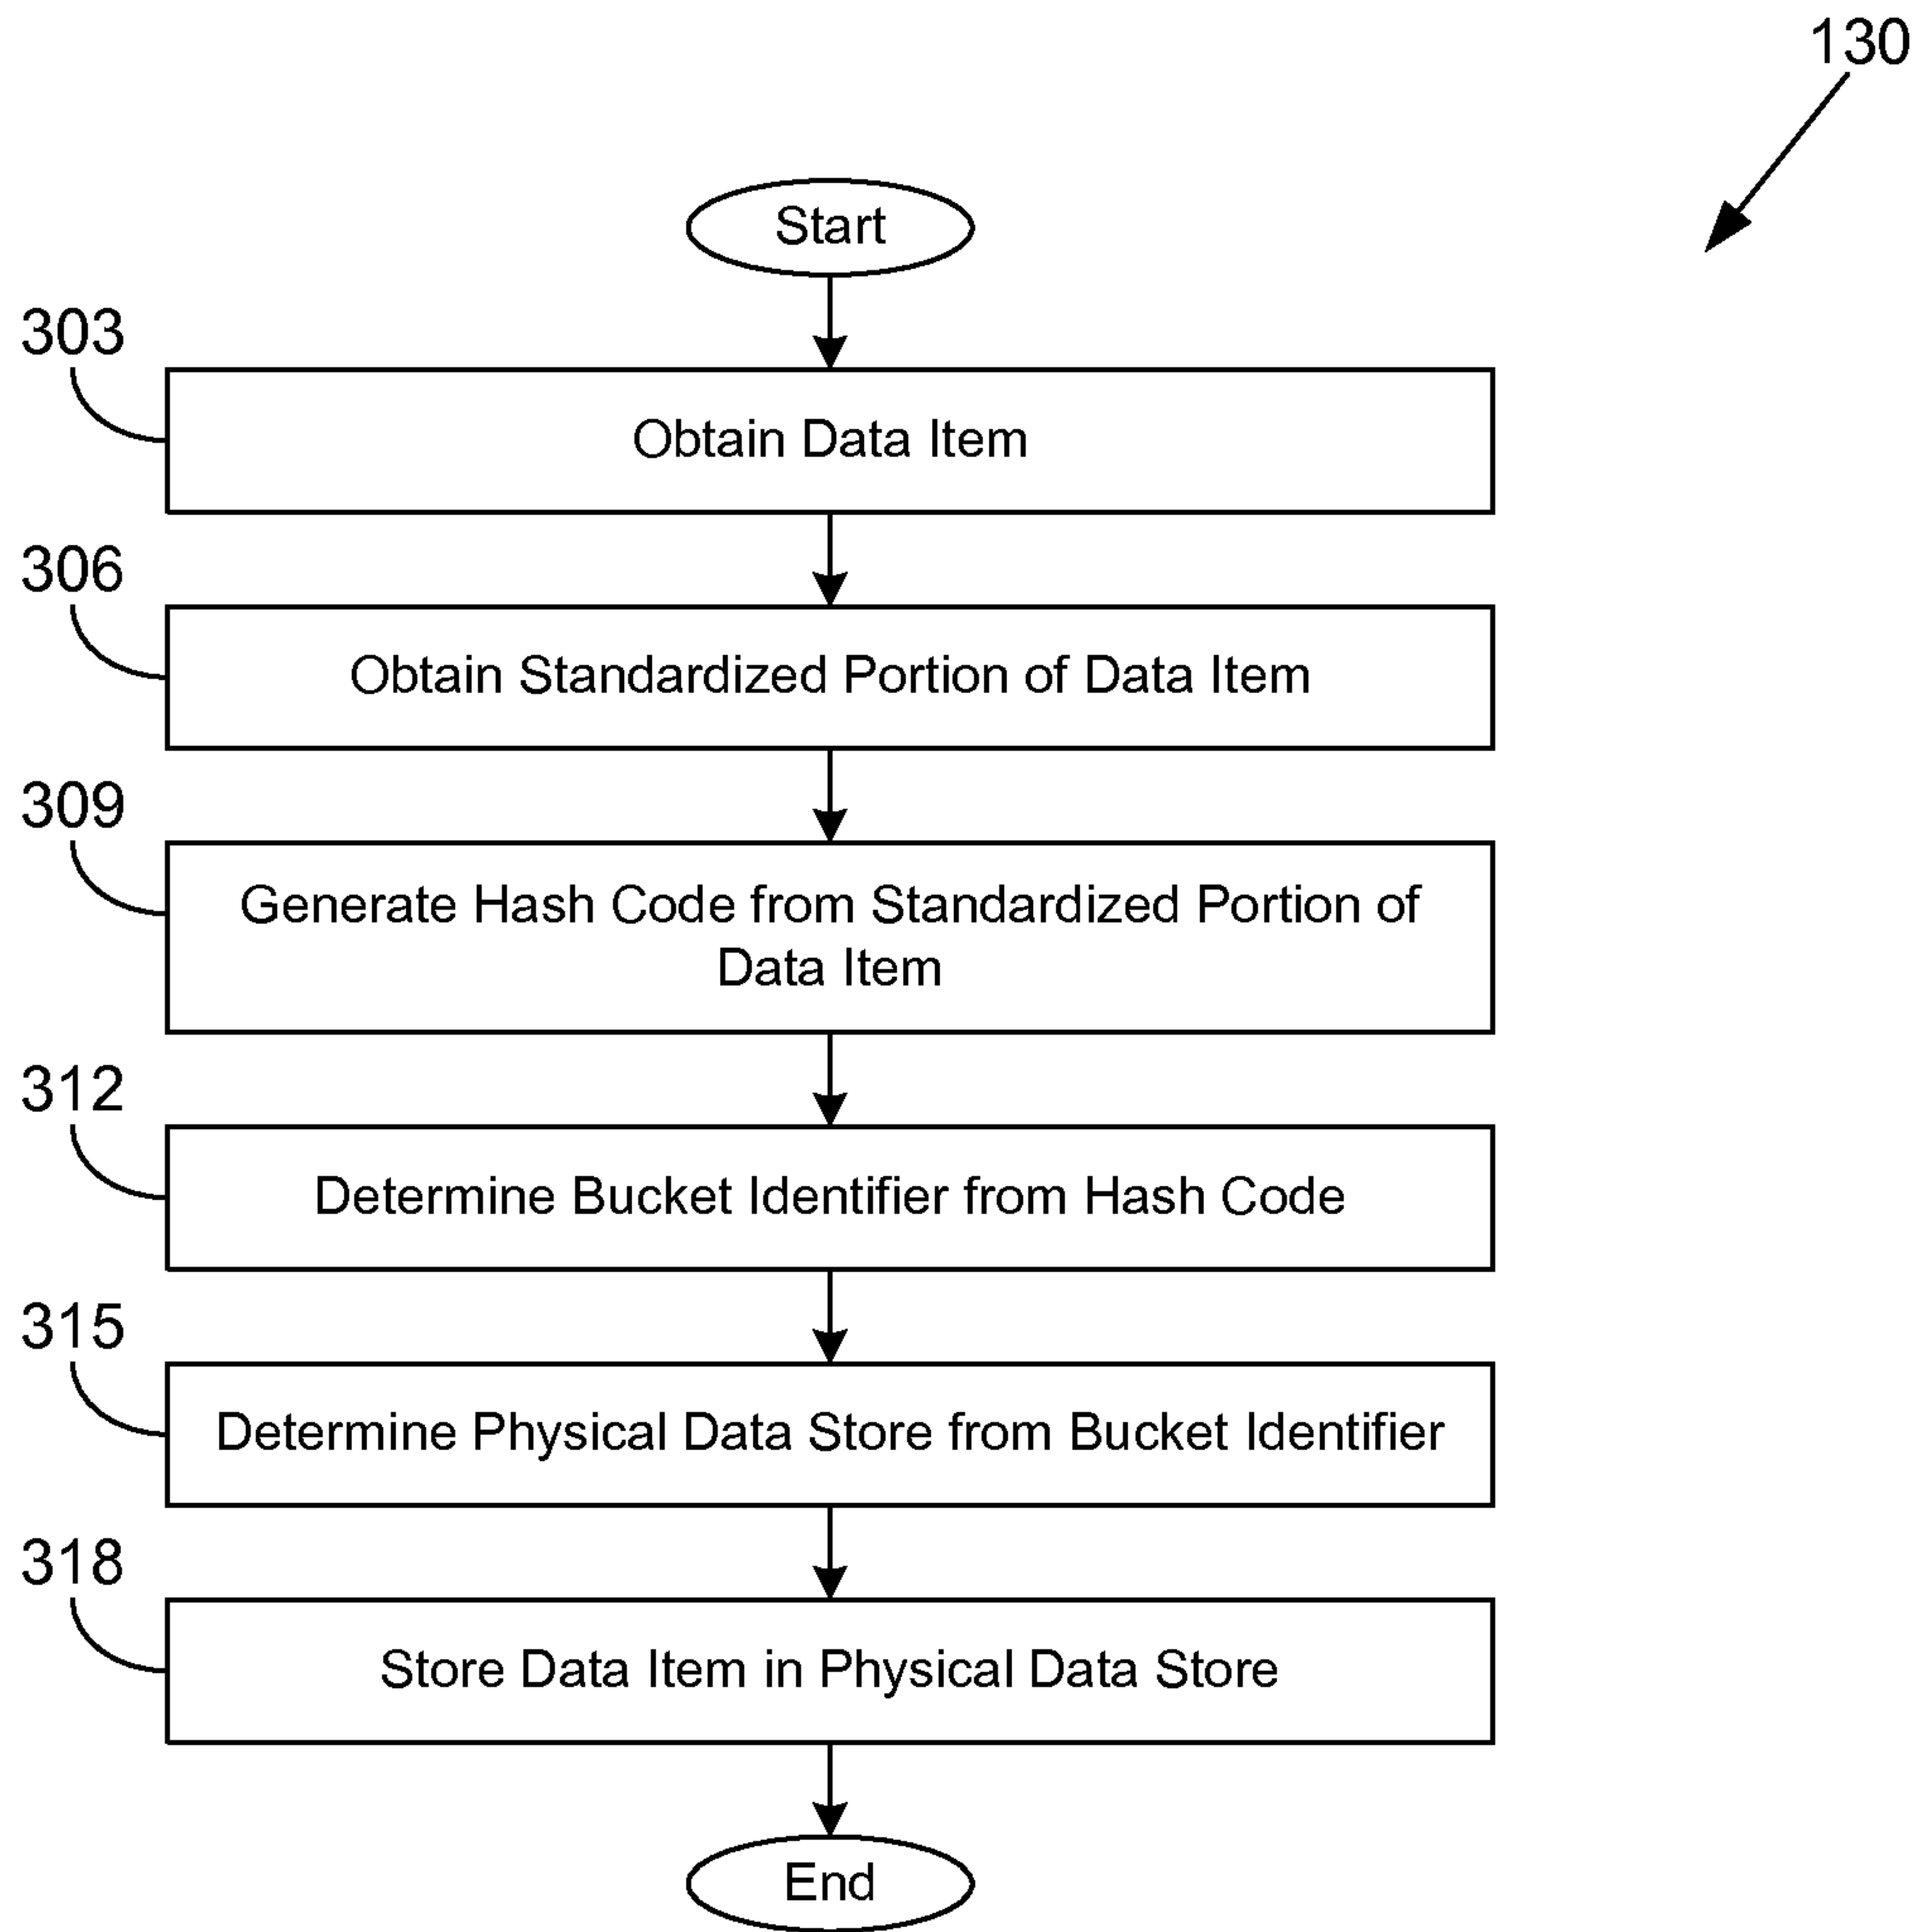 130
Start
303
Obtain Data Item
306
Obtain Standardized Portion of Data Item
309
Generate Hash Code from Standardized Portion of
Data Item
312
Determine Bucket Identifier from Hash Code
315
Determine Physical Data Store from Bucket Identifier
318
Store Data Item in Physical Data Store
End